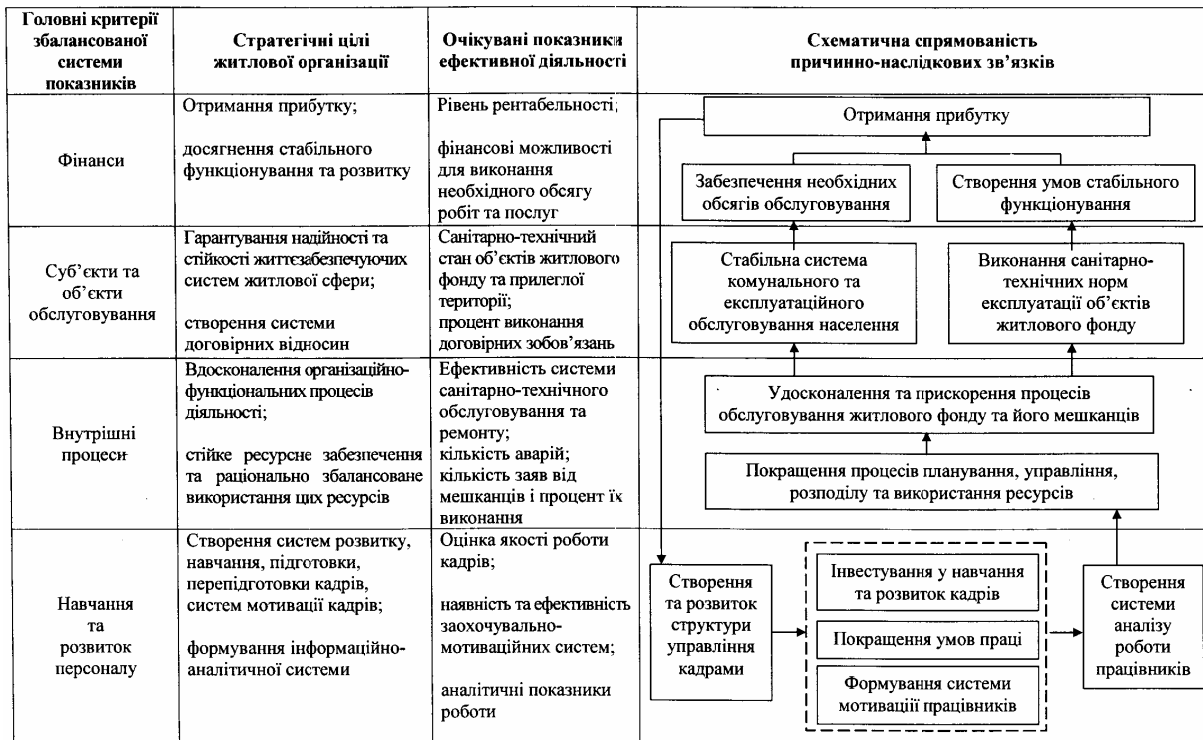 Головні критерії
збалансованої
системи
показників
Стратегічні цілі
житлової організації
Очікувані показники
ефективної діяльності
Схематична спрямованість
причинно-наслідкових зв’язків
Фінанси
Отримання прибутку;
досягнення стабільного
функціонування та розвитку
Рівень рентабельності;
фінансові можливості
для виконання
необхідного обсягу
робіт та послуг
Отримання прибутку
Забезпечення необхідних
обсягів обслуговування
Створення умов стабільного
функціонування
Суб’єкти та
об’єкти
обслуговування
Гарантування надійності та
стійкості життєзабезпечуючих
систем житлової сфери;
створення системи
договірних відносин
Санітарно-технічний
стан об’єктів житлового
фонду та прилеглої
території;
процент виконання
договірних зобов’язань
Стабільна система
комунального та
експлуатаційного
обслуговування населення
Виконання санітарно-
технічних норм
експлуатації об’єктів
житлового фонду
Внутрішні
процеси
Вдосконалення організаційно-
функціональних процесів
діяльності;
стійке ресурсне забезпечення
та раціонально збалансоване
використання цих ресурсів
Ефективність системи
санітарно-технічного
обслуговування та
ремонту;
кількість аварій;
кількість заяв від
мешканців і процент їх
виконання
Удосконалення та прискорення процесів
обслуговування житлового фонду та його мешканців
Покращення процесів планування, управління,
розподілу та використання ресурсів
Навчання
та
розвиток
персоналу
Створення систем розвитку,
навчання, підготовки,
перепідготовки кадрів,
систем мотивації кадрів;
формування інформаційно-
аналітичної системи
Оцінка якості роботи
кадрів;
наявність та ефективність
заохочувально-
мотиваційних систем;
аналітичні показники
роботи
Створення
та розвиток
структури
управління
кадрами
Інвестування у навчання
та розвиток кадрів
Покращення умов праці
Формування системи
мотиваціії працівників
Створення
системи
аналізу
роботи
працівників